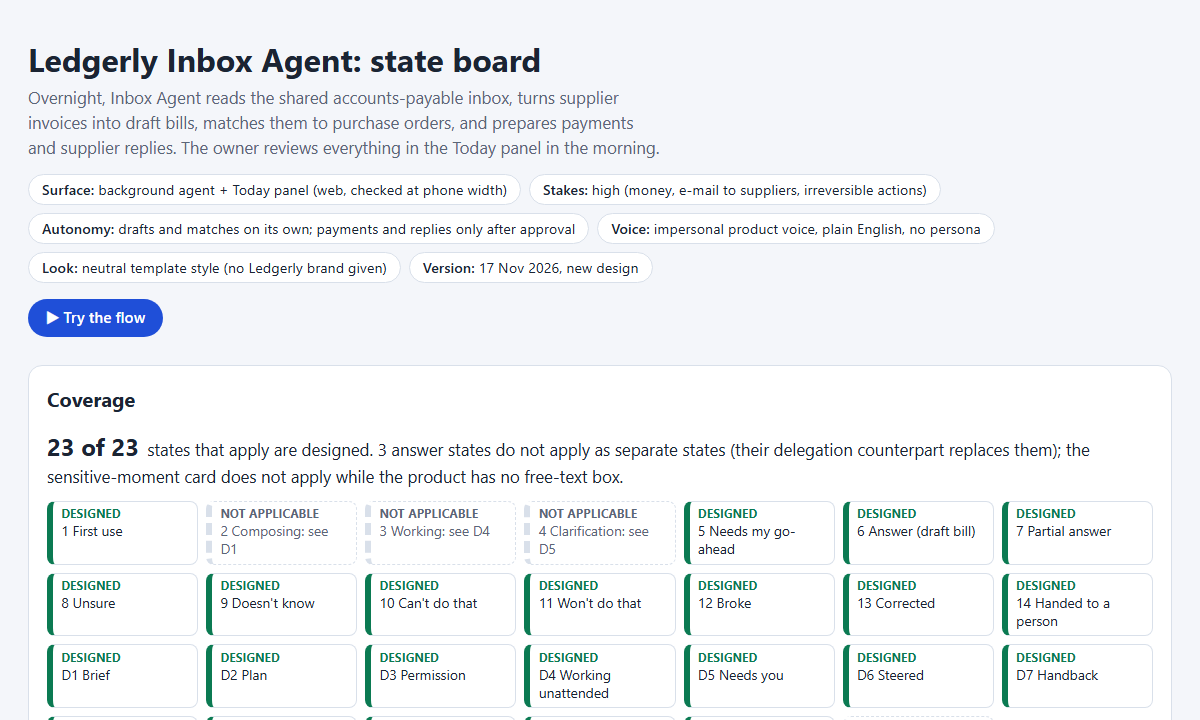 Ledgerly Inbox Agent: state board
Overnight, Inbox Agent reads the shared accounts-payable inbox, turns supplier
invoices into draft bills, matches them to purchase orders, and prepares payments
and supplier replies. The owner reviews everything in the Today panel in the morning.
Surface: background agent + Today panel (web, checked at phone width)
Stakes: high (money, e-mail to suppliers, irreversible actions)
Autonomy: drafts and matches on its own; payments and replies only after approval
Voice: impersonal product voice, plain English, no persona
Look: neutral template style (no Ledgerly brand given)
Version: 17 Nov 2026, new design
▶ Try the flow
Coverage
23 of 23 states that apply are designed. 3 answer states do not apply as separate states (their delegation counterpart replaces them); the
sensitive-moment card does not apply while the product has no free-text box.
DESIGNED
1 First use
NOT APPLICABLE
2 Composing: see
D1
NOT APPLICABLE
3 Working: see D4
NOT APPLICABLE
4 Clarification: see
D5
DESIGNED
5 Needs my go-
ahead
DESIGNED
6 Answer (draft bill)
DESIGNED
7 Partial answer
DESIGNED
8 Unsure
DESIGNED
9 Doesn't know
DESIGNED
10 Can't do that
DESIGNED
11 Won't do that
DESIGNED
12 Broke
DESIGNED
13 Corrected
DESIGNED
14 Handed to a
person
DESIGNED
D1 Brief
DESIGNED
D2 Plan
DESIGNED
D3 Permission
DESIGNED
D4 Working
unattended
DESIGNED
D5 Needs you
DESIGNED
D6 Steered
DESIGNED
D7 Handback